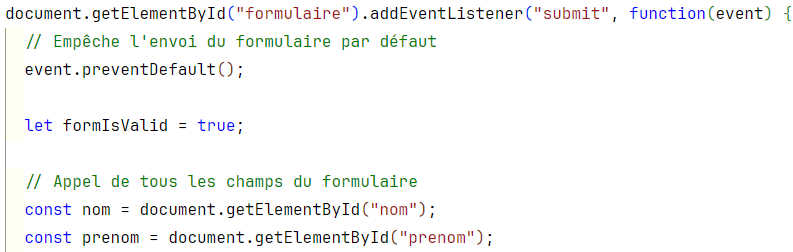 document.getElementById("formulaire").addEventListener("submit", function(event) {
// Empêche l'envoi du formulaire par défaut
event.preventDefault();
let formIsValid = true;
// Appel de tous les champs du formulaire
const nom = document.getElementById("nom");
const prenom = document.getElementById("prenom");